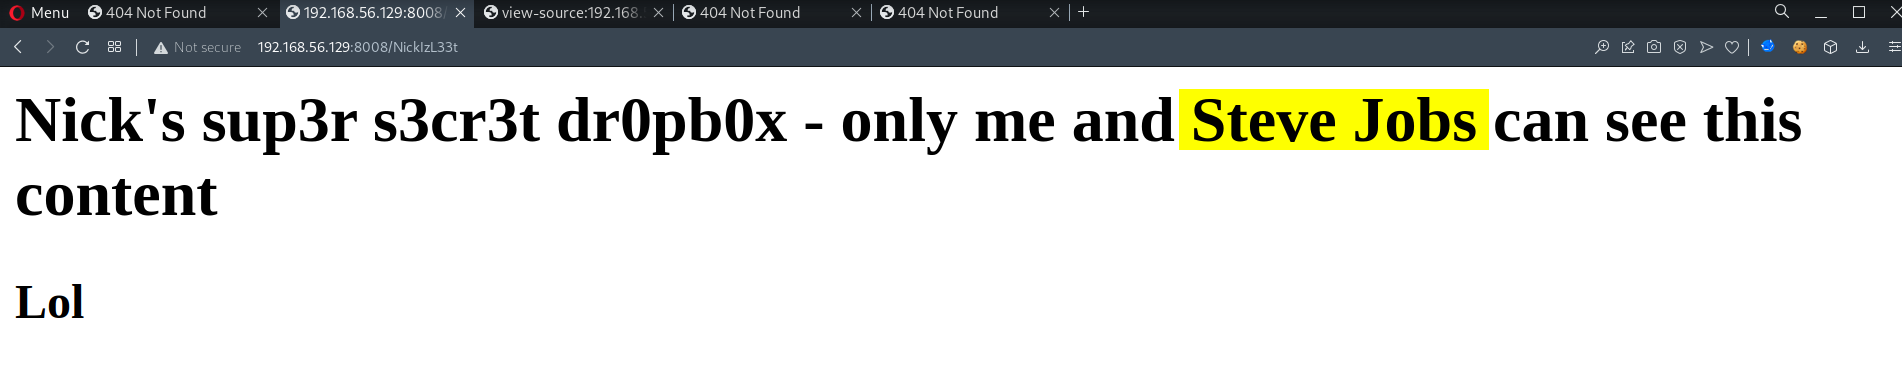 Menu 404 Not Found 192.168.56.129:8008/ view-source:192.168. 404 Not Found 404 Not Found
Not secure 192.168.56.129:8008/NickIzL33t
Nick's sup3r s3cr3t dr0pb0x - only me and Steve Jobs can see this
content
Lol